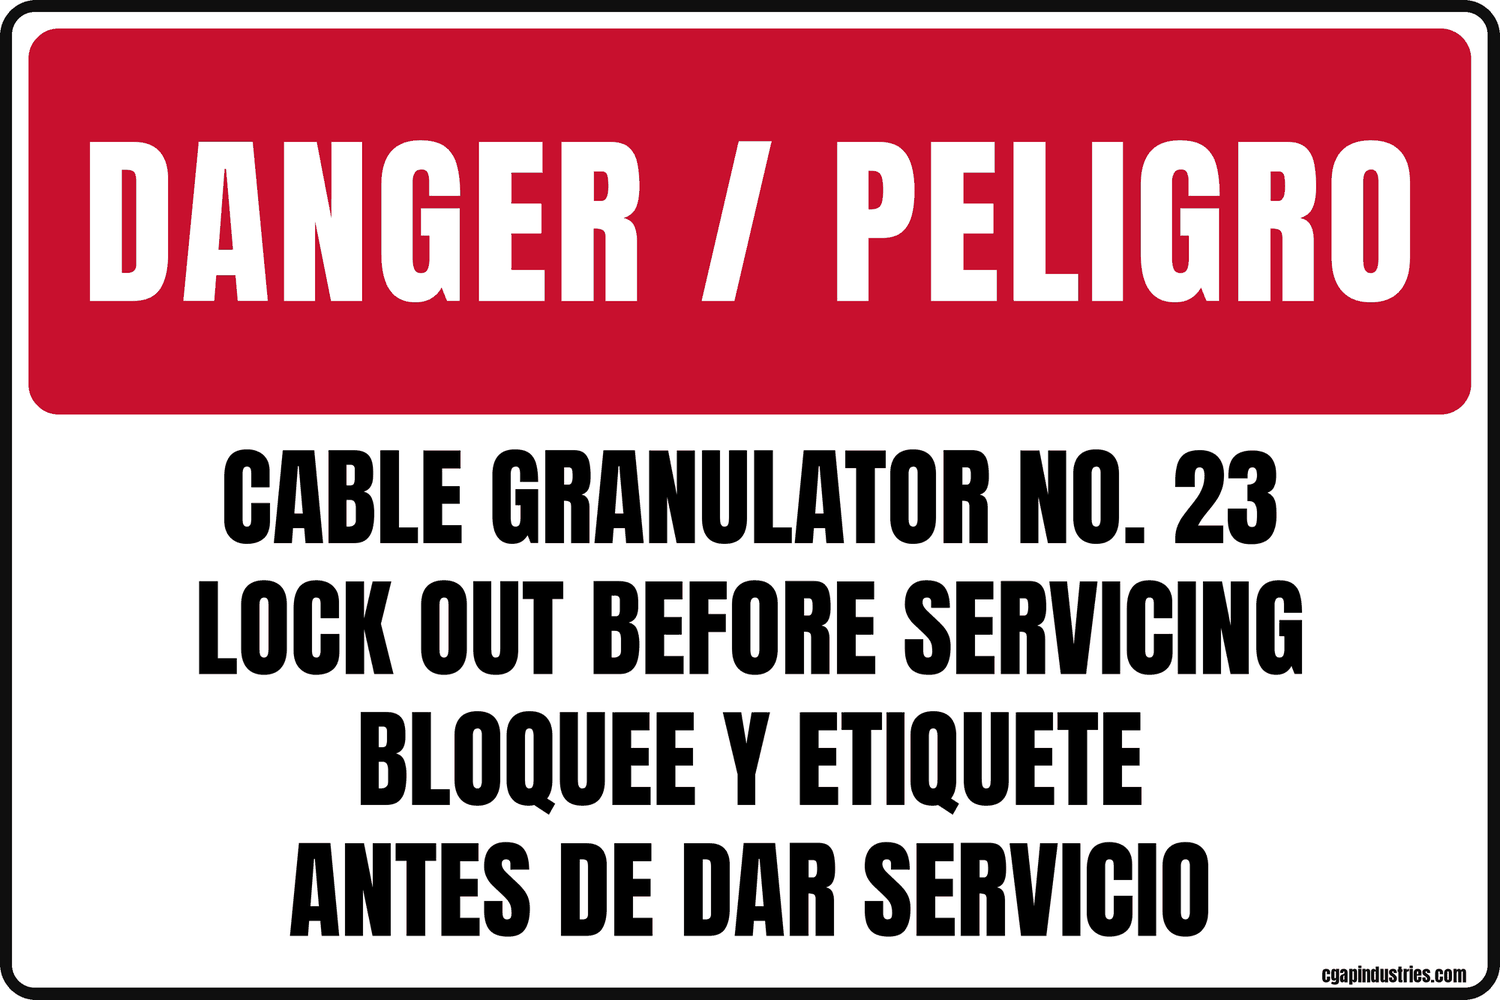 DANGER / PELIGRO
CABLE GRANULATOR NO. 23
LOCK OUT BEFORE SERVICING
BLOQUEE Y ETIQUETE
ANTES DE DAR SERVICIO
cgapindustries.com